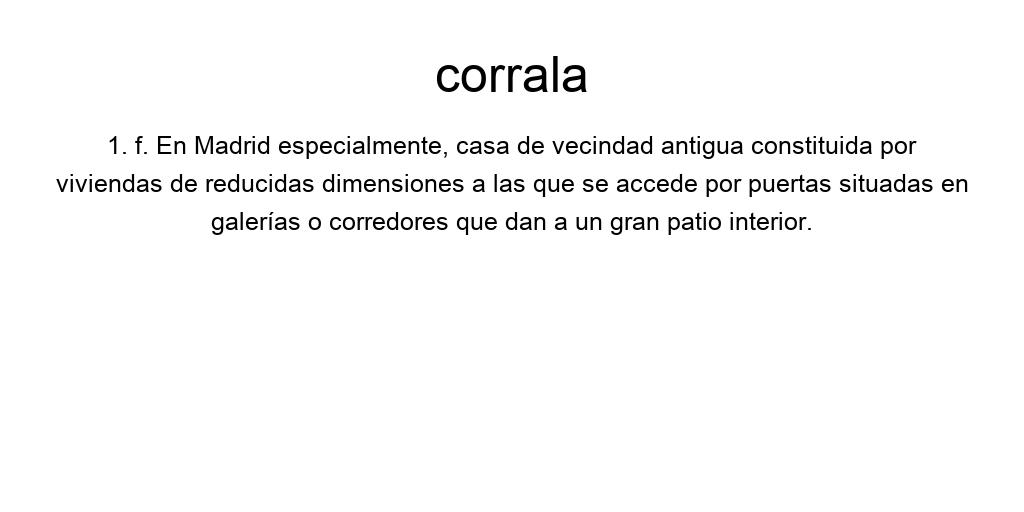 corrala
1. f. En Madrid especialmente, casa de vecindad antigua constituida por
viviendas de reducidas dimensiones a las que se accede por puertas situadas en
galerías o corredores que dan a un gran patio interior.